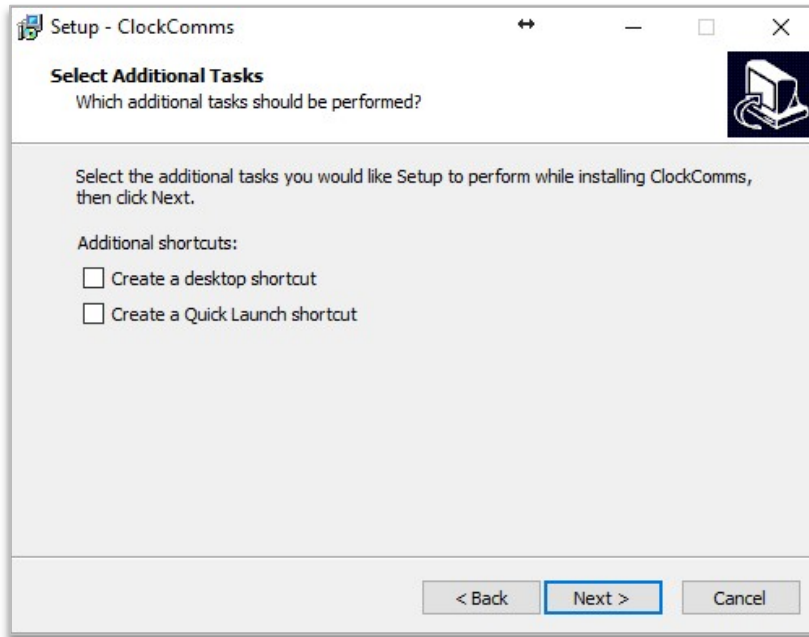 Setup - ClockComms
Select Additional Tasks
Which additional tasks should be performed?
Select the additional tasks you would like Setup to perform while installing ClockComms,
then click Next.
Additional shortcuts:
Create a desktop shortcut
Create a Quick Launch shortcut
< Back Next > Cancel